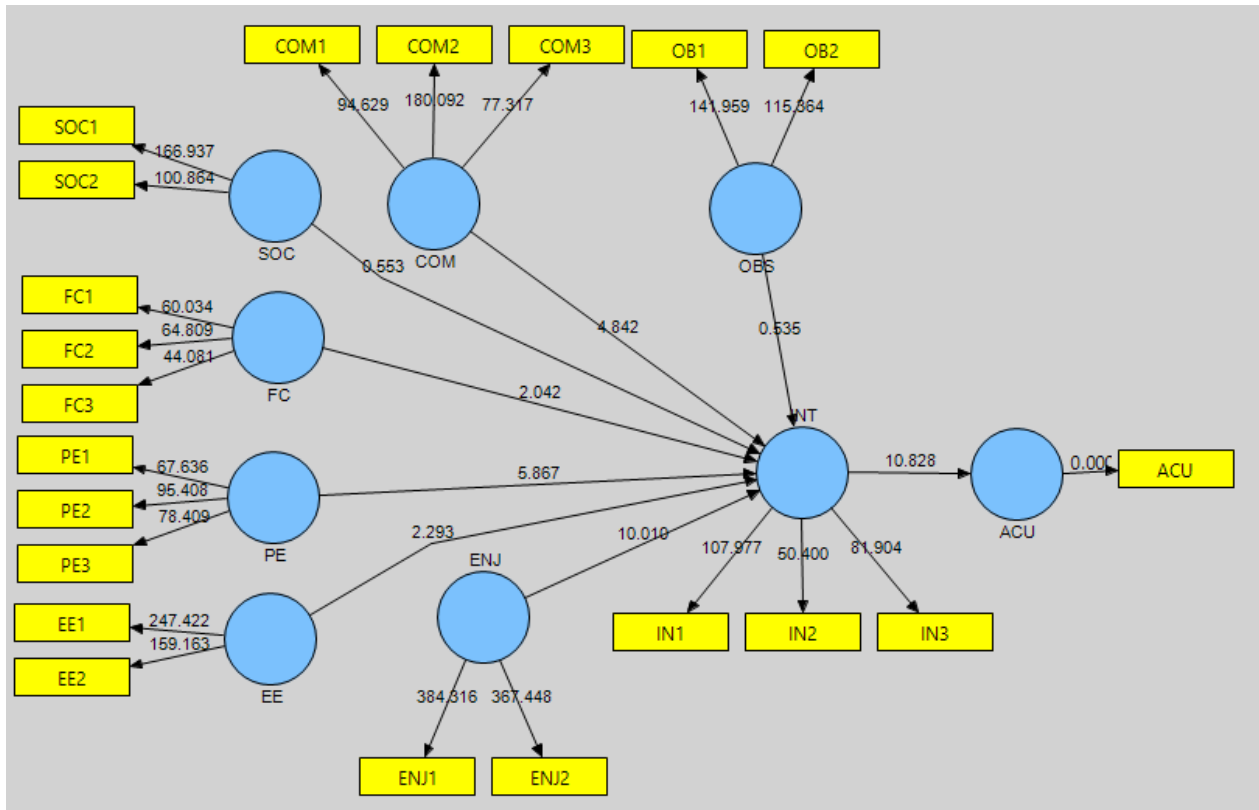 COM1
COM2
COM3
OB1
OB2
94.629
180.092
77.317
141.959
115.364
SOC1
SOC2
166.937
100.864
SOC
COM
OBS
0.553
4.842
0.535
FC1
FC2
FC3
60.034
64.809
44.081
FC
2.042
INT
PE1
PE2
PE3
67.636
95.408
78.409
PE
5.867
10.828
0.000
ACU
ACU
2.293
10.010
ENJ
107.977
50.400
81.904
EE1
EE2
247.422
159.163
EE
IN1
IN2
IN3
384.316
367.448
ENJ1
ENJ2